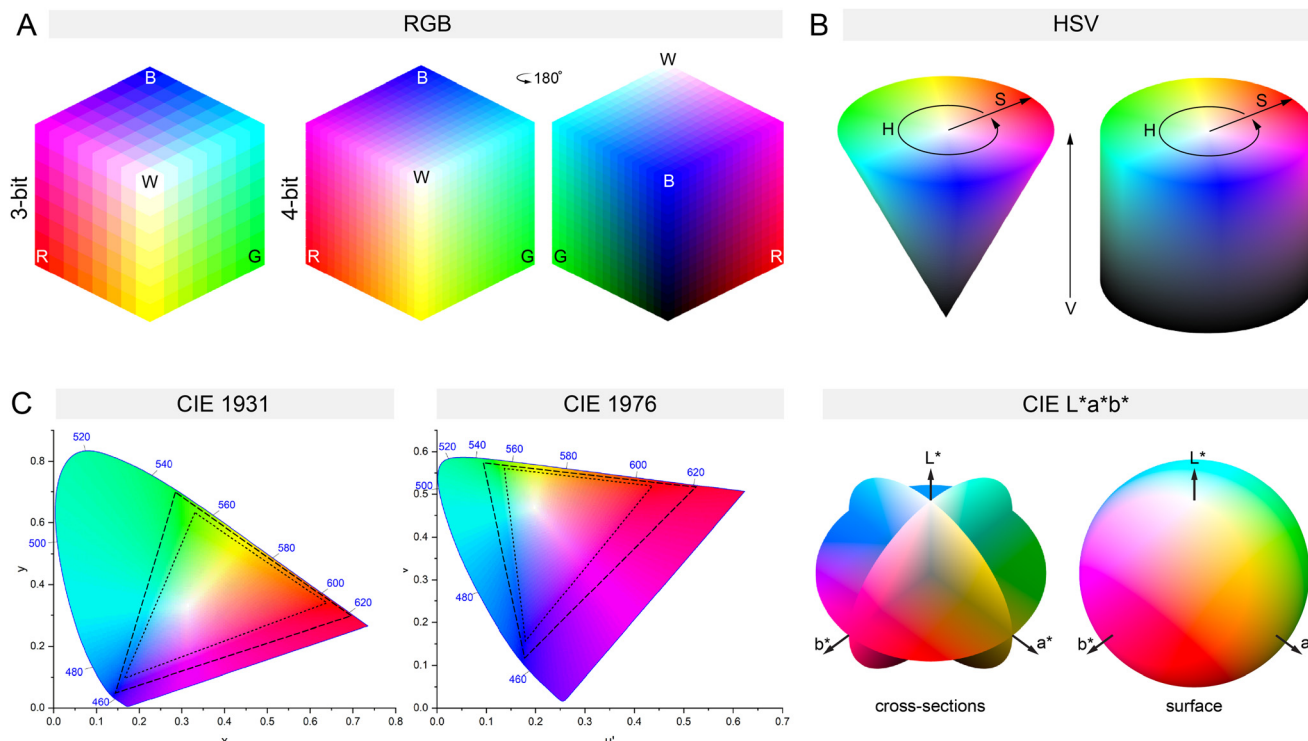 A
RGB
B
HSV
3-bit
B
W
R
G
4-bit
B
W
R
G
180°
W
B
G
R
H
S
V
H
S
C
CIE 1931
CIE 1976
CIE L*a*b*
y
0.8
0.6
0.4
0.2
0.0
0.0 0.1 0.2 0.3 0.4 0.5 0.6 0.7 0.8
520
540
560
580
600
620
500
480
460
0.6
0.5
0.4
0.3
0.2
0.1
0.0
0.0 0.1 0.2 0.3 0.4 0.5 0.6 0.7
520
540
560
580
600
620
500
480
460
L*
b*
a*
cross-sections
L*
b*
surface